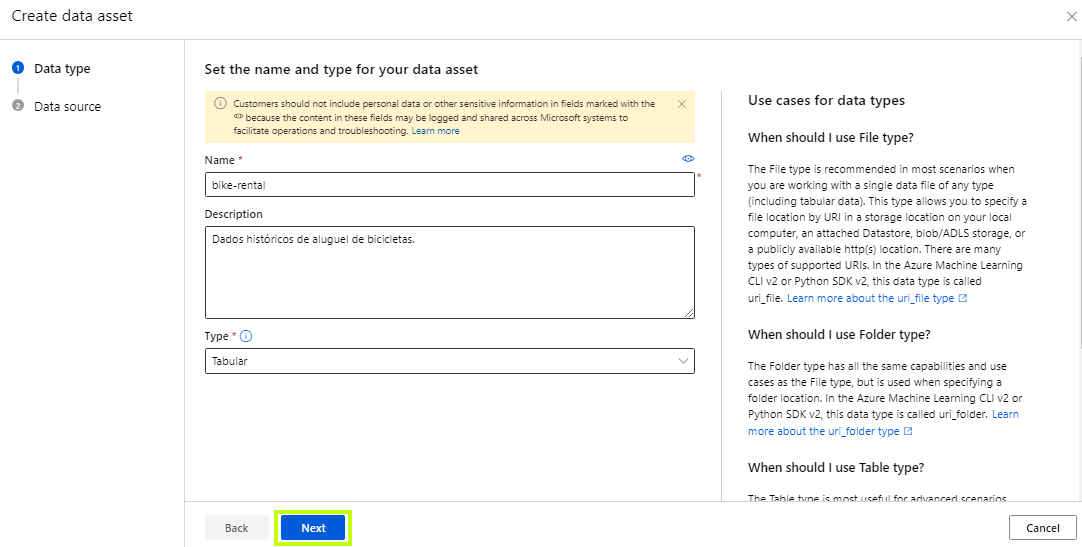 Create data asset
1 Data type
2 Data source
Set the name and type for your data asset
Customers should not include personal data or other sensitive information in fields marked with the
because the content in these fields may be logged and shared across Microsoft systems to
facilitate operations and troubleshooting. Learn more
Name *
bike-rental
*
Description
Dados históricos de aluguel de bicicletas.
Type *
Tabular
Use cases for data types
When should I use File type?
The File type is recommended in most scenarios when
you are working with a single data file of any type
(including tabular data). This type allows you to specify a
file location by URI in a storage location on your local
computer, an attached Datastore, blob/ADLS storage, or
a publicly available http(s) location. There are many
types of supported URIs. In the Azure Machine Learning
CLI v2 or Python SDK v2, this data type is called
uri_file. Learn more about the uri_file type
When should I use Folder type?
The Folder type has all the same capabilities and use
cases as the File type, but is used when specifying a
folder location. In the Azure Machine Learning CLI v2 or
Python SDK v2, this data type is called uri_folder. Learn
more about the uri_folder type
When should I use Table type?
The Table type is most useful for advanced scenarios
Back
Next
Cancel